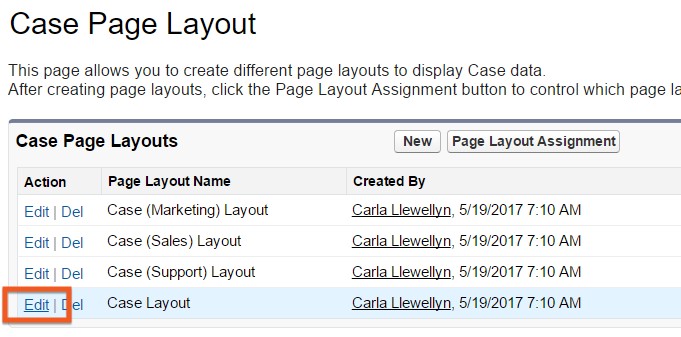 Case Page Layout
This page allows you to create different page layouts to display Case data.
After creating page layouts, click the Page Layout Assignment button to control which page la
Case Page Layouts New Page Layout Assignment
Action Page Layout Name Created By
Edit | Del Case (Marketing) Layout Carla Llewellyn, 5/19/2017 7:10 AM
Edit | Del Case (Sales) Layout Carla Llewellyn, 5/19/2017 7:10 AM
Edit | Del Case (Support) Layout Carla Llewellyn, 5/19/2017 7:10 AM
Edit | Del Case Layout Carla Llewellyn, 5/19/2017 7:10 AM